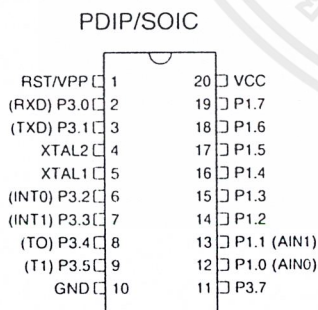 PDIP/SOIC
RST/VPP 1 20 VCC
(RXD) P3.0 2 19 P1.7
(TXD) P3.1 3 18 P1.6
XTAL2 4 17 P1.5
XTAL1 5 16 P1.4
(INT0) P3.2 6 15 P1.3
(INT1) P3.3 7 14 P1.2
(TO) P3.4 8 13 P1.1 (AIN1)
(T1) P3.5 9 12 P1.0 (AIN0)
GND 10 11 P3.7